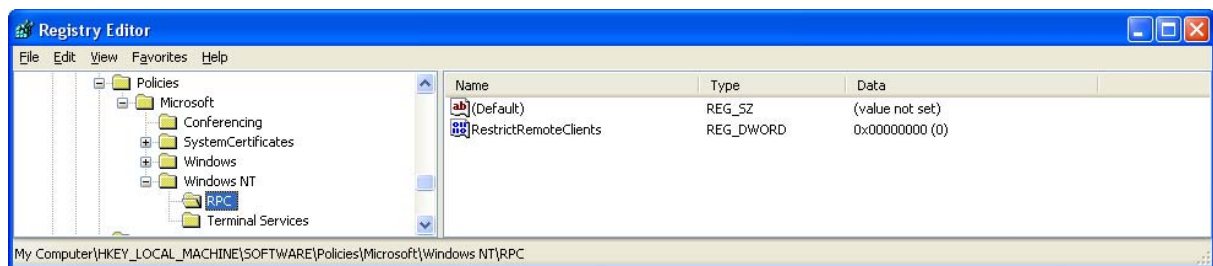 Registry Editor
File Edit View Favorites Help
Policies
Microsoft
Conferencing
SystemCertificates
Windows
Windows NT
RPC
Terminal Services
Name Type Data
(Default) REG_SZ (value not set)
RestrictRemoteClients REG_DWORD 0x00000000 (0)
My Computer\HKEY_LOCAL_MACHINE\SOFTWARE\Policies\Microsoft\Windows NT\RPC